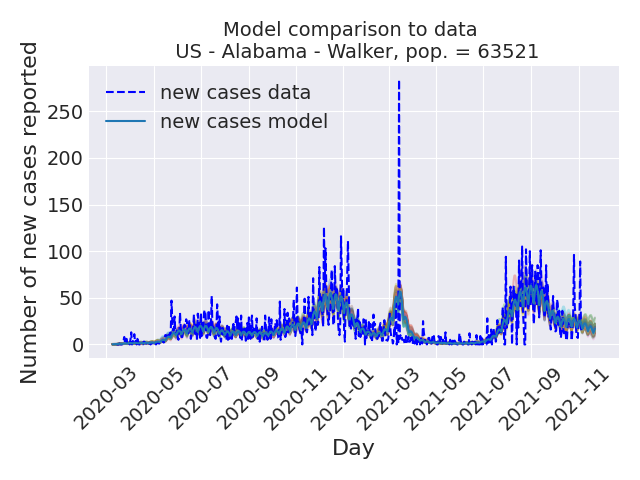 Model comparison to data
US - Alabama - Walker, pop. = 63521
Number of new cases reported
new cases data
new cases model
250
200
150
100
50
0
2020-03
2020-05
2020-07
2020-09
2020-11
2021-01
2021-03
2021-05
2021-07
2021-09
2021-11
Day